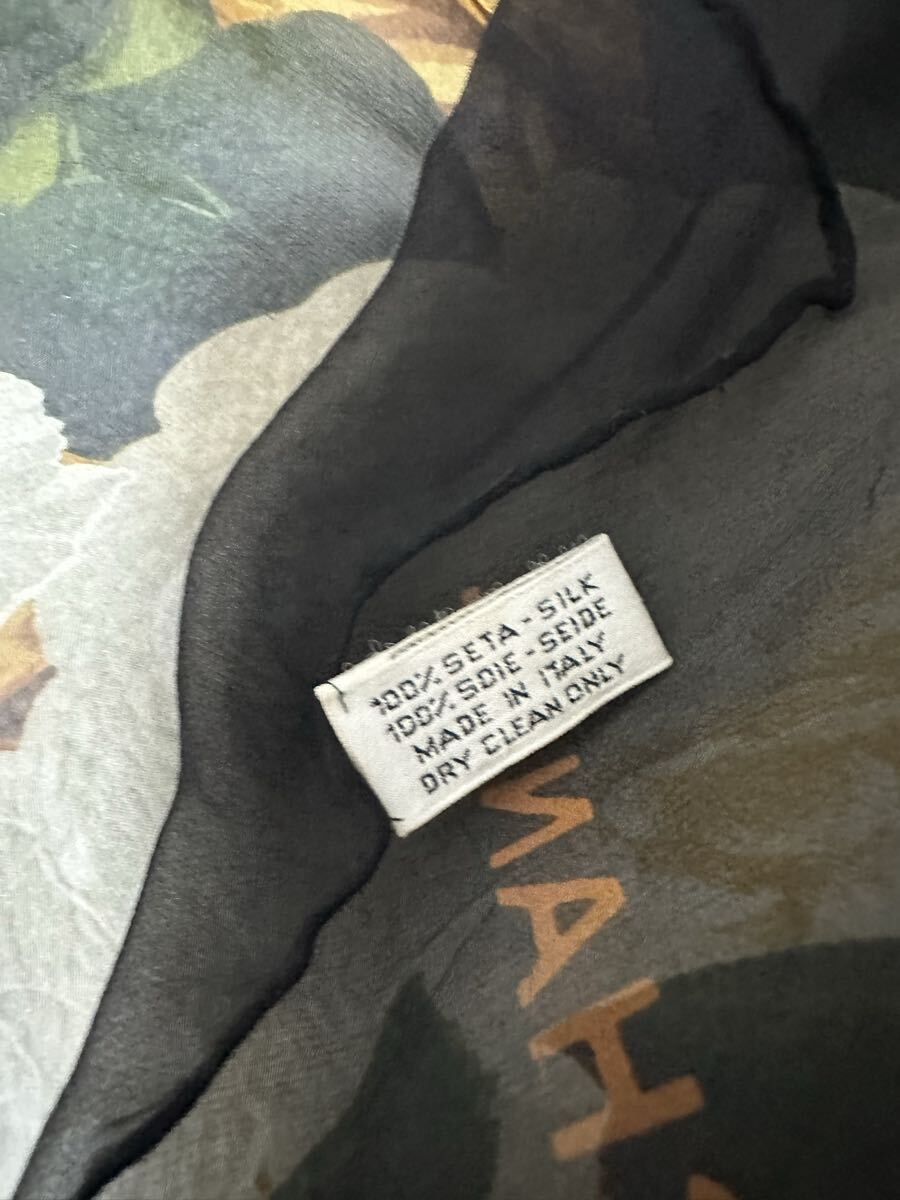 100% SETA - SILK
100% SOIE - SEIDE
MADE IN ITALY
DRY CLEAN ONLY